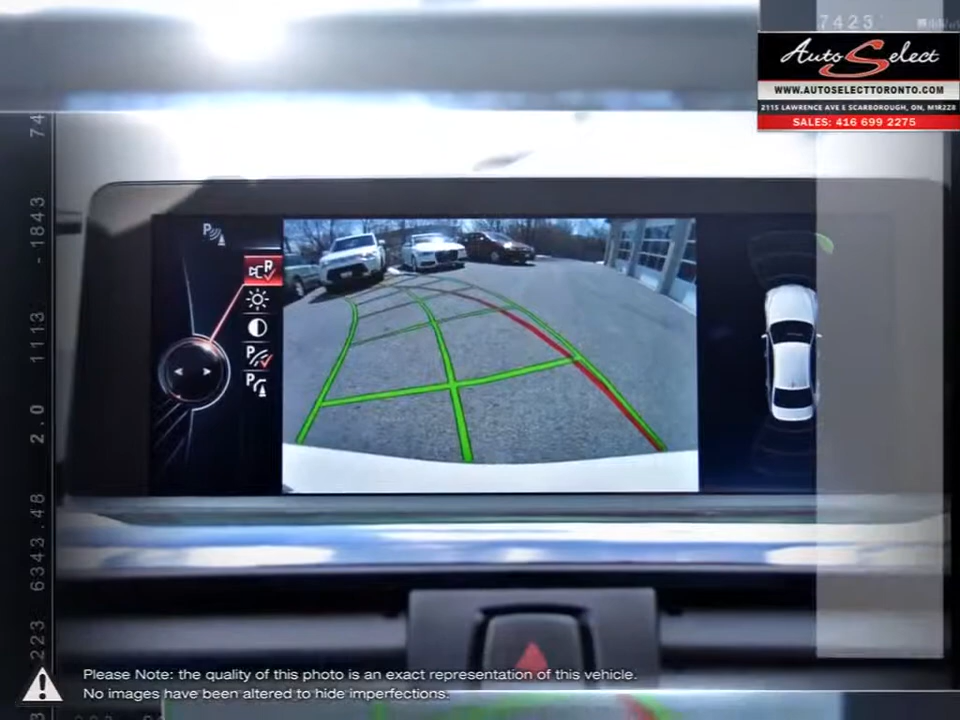 7423
Auto Select
WWW.AUTOSELECTTORONTO.COM
2115 LAWRENCE AVE E SCARBOROUGH, ON, M1R2Z8
SALES: 416 699 2275
74
- 1843
1113
2.0
6343.48
223
P
R
P
P
Please Note: the quality of this photo is an exact representation of this vehicle.
No images have been altered to hide imperfections.